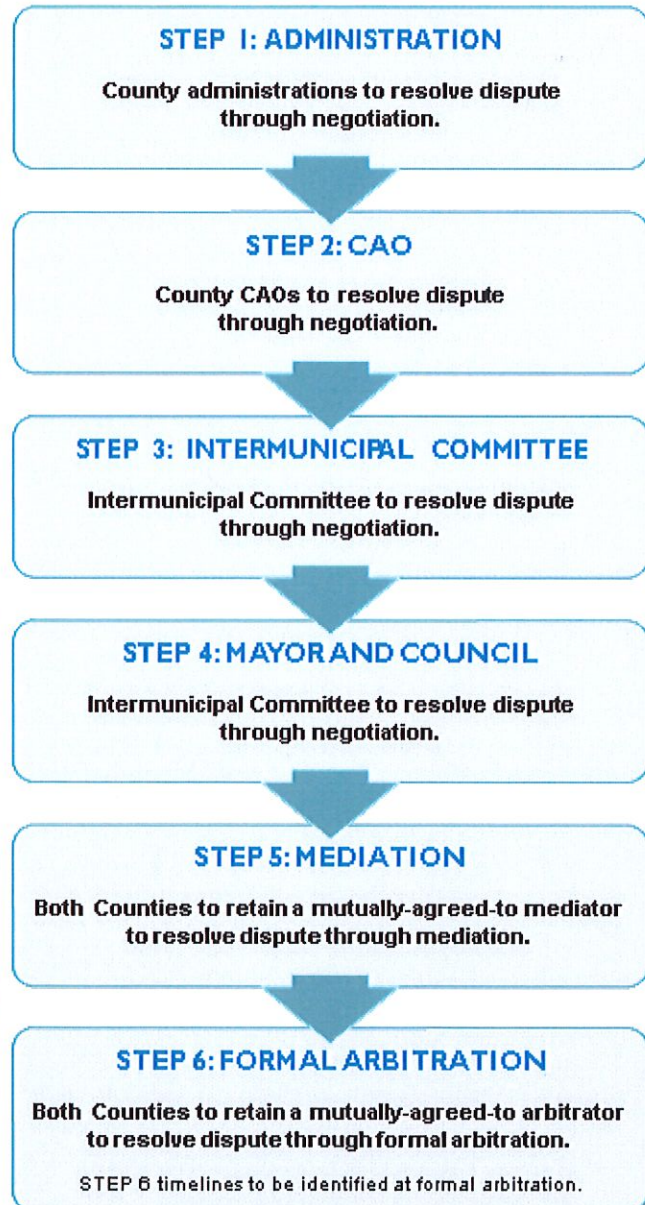 STEP 1: ADMINISTRATION
County administrations to resolve dispute
through negotiation.
STEP 2: CAO
County CAOs to resolve dispute
through negotiation.
STEP 3: INTERMUNICIPAL COMMITTEE
Intermunicipal Committee to resolve dispute
through negotiation.
STEP 4: MAYOR AND COUNCIL
Intermunicipal Committee to resolve dispute
through negotiation.
STEP 5: MEDIATION
Both Counties to retain a mutually-agreed-to mediator
to resolve dispute through mediation.
STEP 6: FORMAL ARBITRATION
Both Counties to retain a mutually-agreed-to arbitrator
to resolve dispute through formal arbitration.
STEP 6 timelines to be identified at formal arbitration.